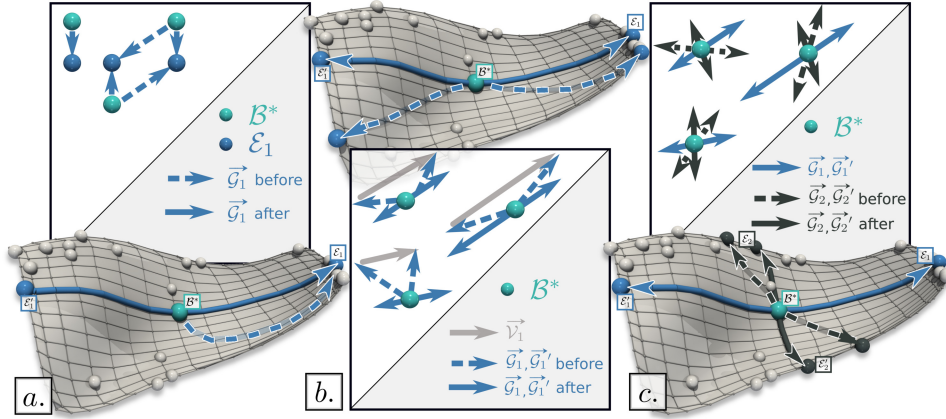 𝓑*
𝓔₁
𝒢₁⃗ before
𝒢₁⃗ after
ℰ₁
ℰ₁′
𝓑*
a.
ℰ₁
ℰ₁′
𝓑*
𝓑*
𝒱₁⃗
𝒢₁⃗, 𝒢₁⃗′ before
𝒢₁⃗, 𝒢₁⃗′ after
b.
𝓑*
𝒢₁⃗, 𝒢₁⃗′
𝒢₂⃗, 𝒢₂⃗′ before
𝒢₂⃗, 𝒢₂⃗′ after
ℰ₂
ℰ₁
ℰ₁′
𝓑*
ℰ₂′
c.